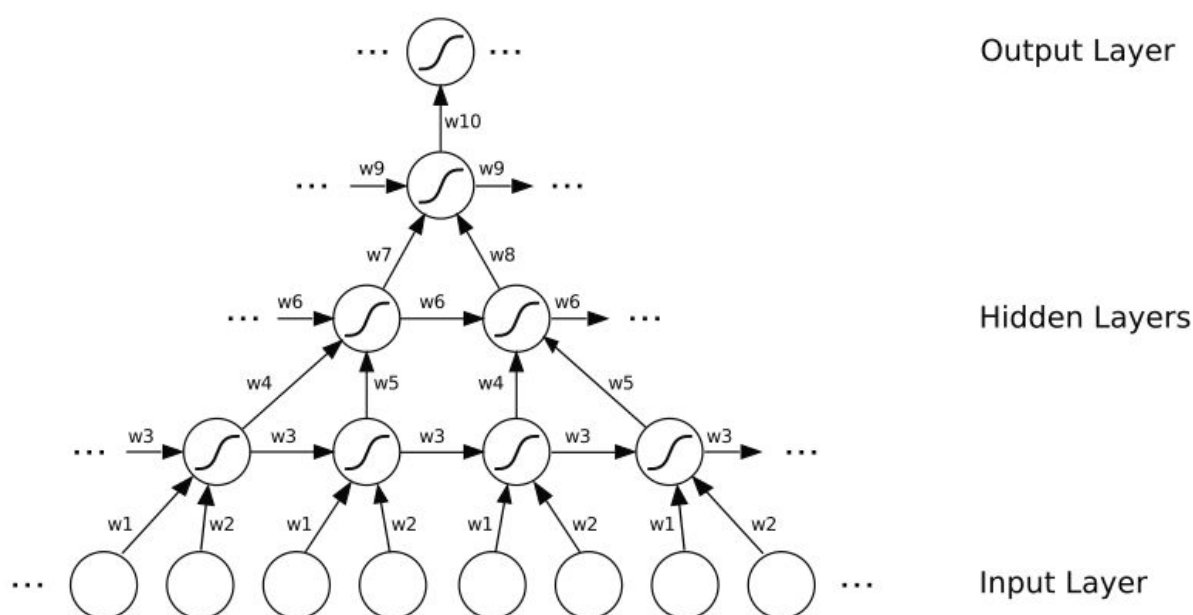 ... ... Output Layer
w10
... w9 w9 ...
w7 w8
... w6 w6 w6 ... Hidden Layers
w4 w5 w4 w5
... w3 w3 w3 w3 w3 ...
w1 w2 w1 w2 w1 w2 w1 w2
... ... Input Layer